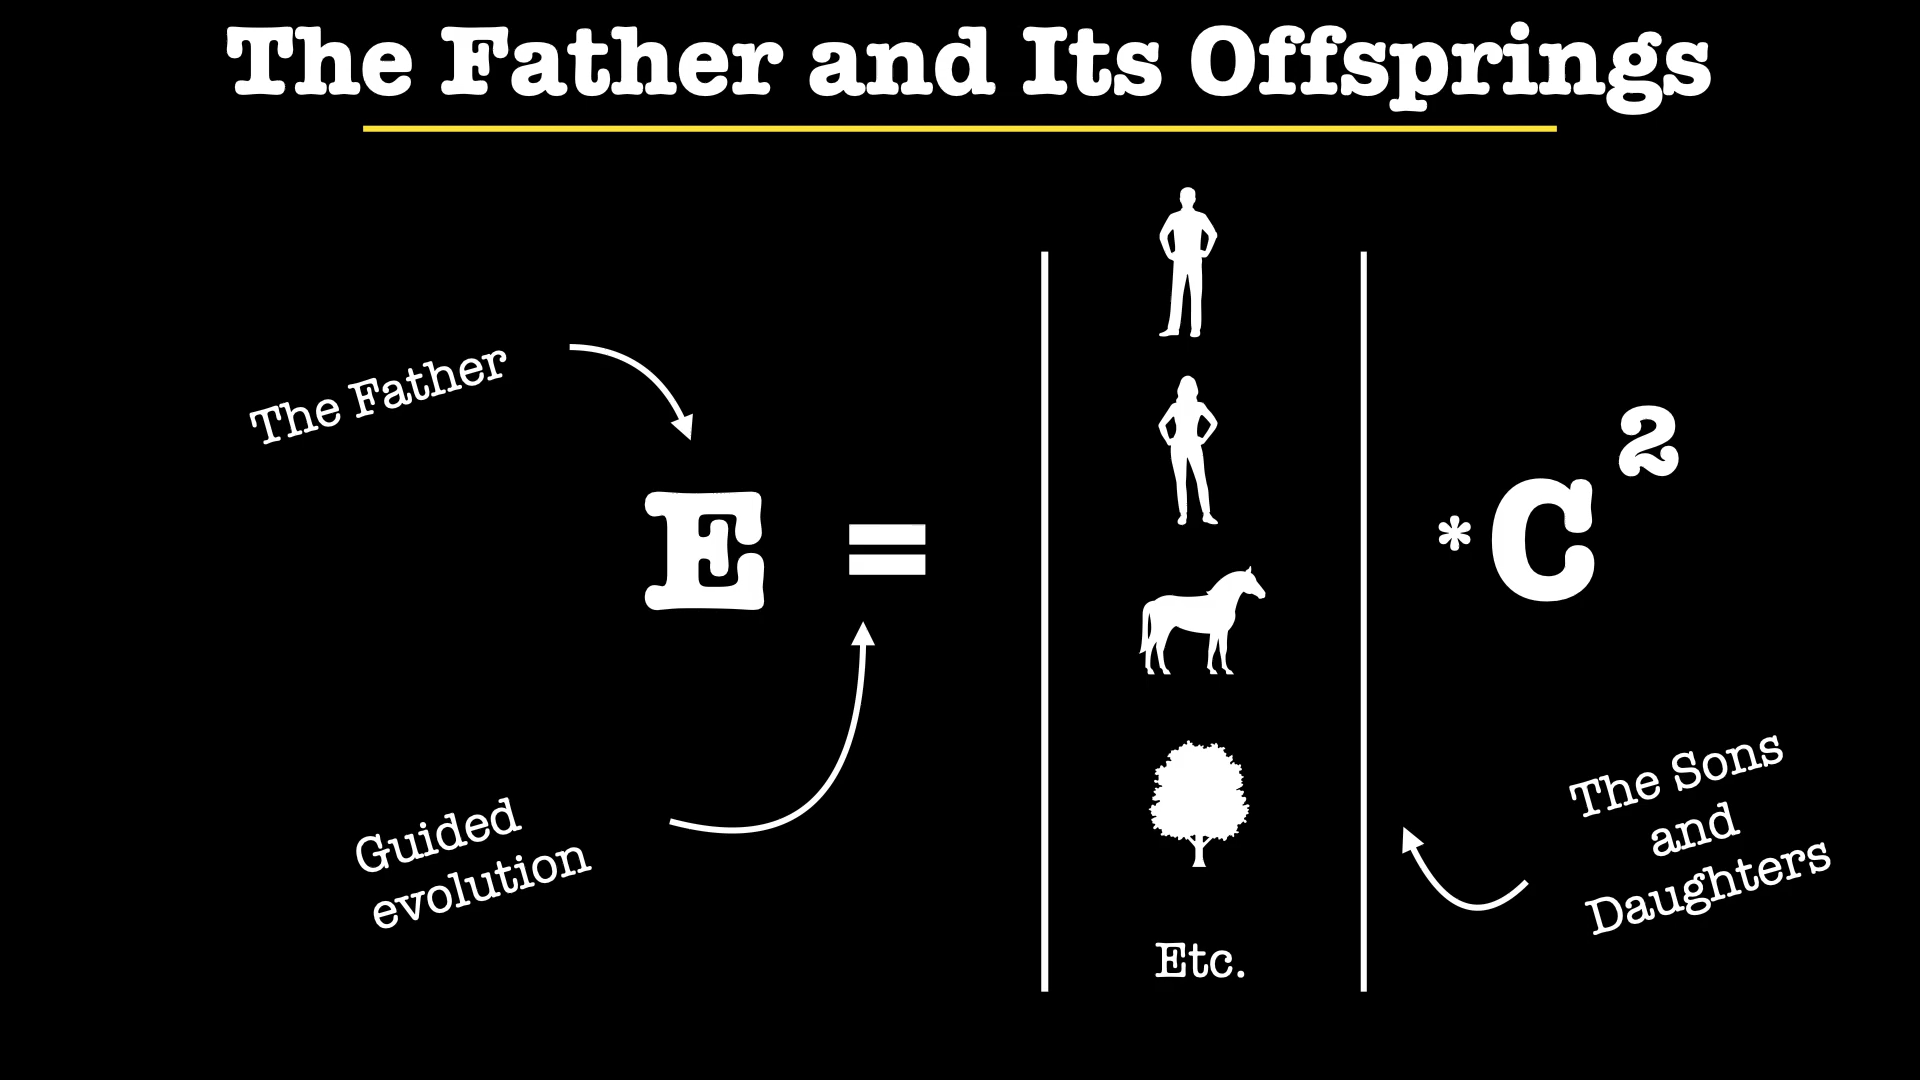 The Father and Its Offsprings
The Father
E = * C 2
Guided
evolution
The Sons
and
Daughters
Etc.